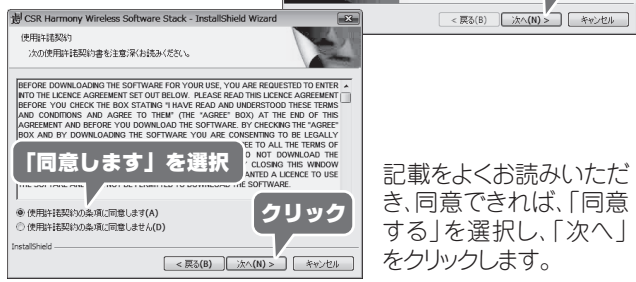 < 戻る(B) 次へ(N) > キャンセル
CSR Harmony Wireless Software Stack - InstallShield Wizard
使用許諾契約
次の使用許諾契約書を注意深くお読みください。
BEFORE DOWNLOADING THE SOFTWARE FOR YOUR USE, YOU ARE REQUESTED TO ENTER
INTO THE LICENCE AGREEMENT SET OUT BELOW. PLEASE READ THIS LICENCE AGREEMENT
BEFORE YOU CHECK THE BOX STATING "I HAVE READ AND UNDERSTOOD THESE TERMS
AND CONDITIONS AND AGREE TO THEM" (THE "AGREE" BOX) AT THE END OF THIS
AGREEMENT AND BEFORE YOU DOWNLOAD THE SOFTWARE. BY CHECKING THE "AGREE"
BOX AND BY DOWNLOADING THE SOFTWARE YOU ARE CONSENTING TO BE LEGALLY
EE TO ALL THE TERMS OF
O NOT DOWNLOAD THE
CLOSING THIS WINDOW
ANTED A LICENCE TO USE
THE SOFTWARE.
「同意します」を選択
使用許諾契約の条項に同意します(A)
使用許諾契約の条項に同意しません(D)
クリック
InstallShield
< 戻る(B) 次へ(N) > キャンセル
記載をよくお読みいただ
き、同意できれば、「同意
する」を選択し、「次へ」
をクリックします。